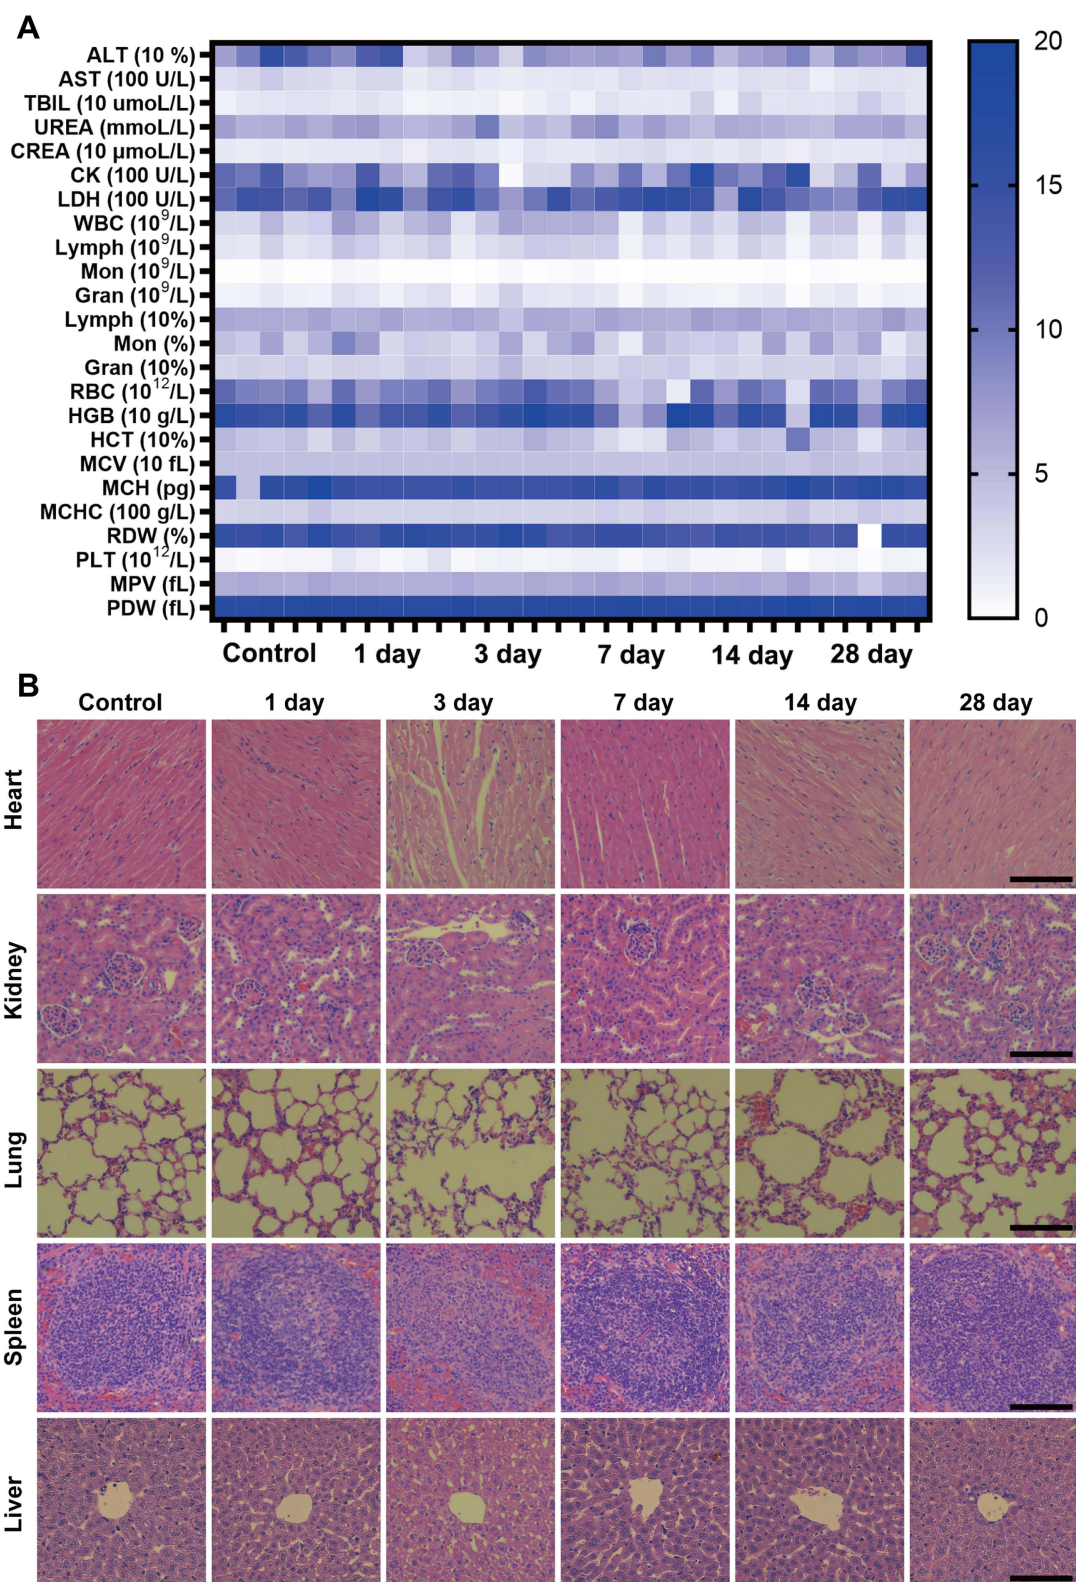 A
ALT (10 %)
AST (100 U/L)
TBIL (10 umoL/L)
UREA (mmoL/L)
CREA (10 µmoL/L)
CK (100 U/L)
LDH (100 U/L)
WBC (10⁹/L)
Lymph (10⁹/L)
Mon (10⁹/L)
Gran (10⁹/L)
Lymph (10%)
Mon (%)
Gran (10%)
RBC (10¹²/L)
HGB (10 g/L)
HCT (10%)
MCV (10 fL)
MCH (pg)
MCHC (100 g/L)
RDW (%)
PLT (10¹²/L)
MPV (fL)
PDW (fL)
20
15
10
5
0
Control 1 day 3 day 7 day 14 day 28 day
B
Control 1 day 3 day 7 day 14 day 28 day
Heart
Kidney
Lung
Spleen
Liver